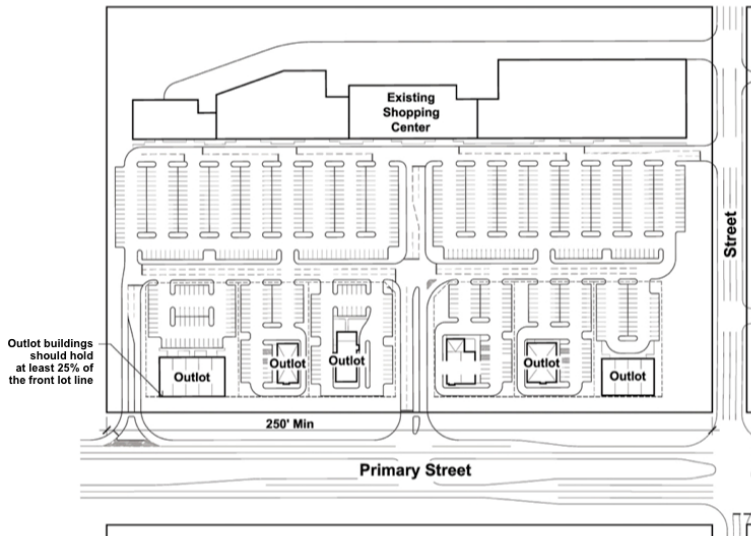 Existing
Shopping
Center
Street
Outlot buildings
should hold
at least 25% of
the front lot line
Outlot
Outlot
Outlot
Outlot
Outlot
250' Min
Primary Street